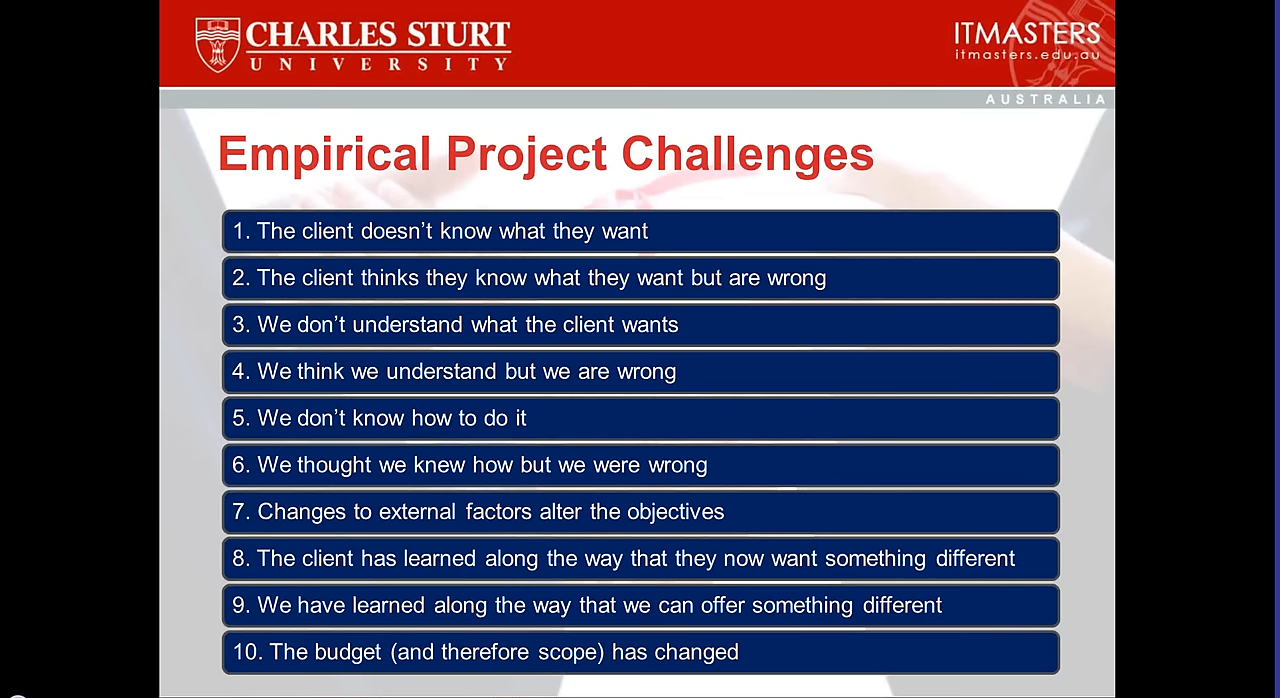 CHARLES STURT
UNIVERSITY
ITMASTERS
itmasters.edu.au
AUSTRALIA
Empirical Project Challenges
1. The client doesn’t know what they want
2. The client thinks they know what they want but are wrong
3. We don’t understand what the client wants
4. We think we understand but we are wrong
5. We don’t know how to do it
6. We thought we knew how but we were wrong
7. Changes to external factors alter the objectives
8. The client has learned along the way that they now want something different
9. We have learned along the way that we can offer something different
10. The budget (and therefore scope) has changed